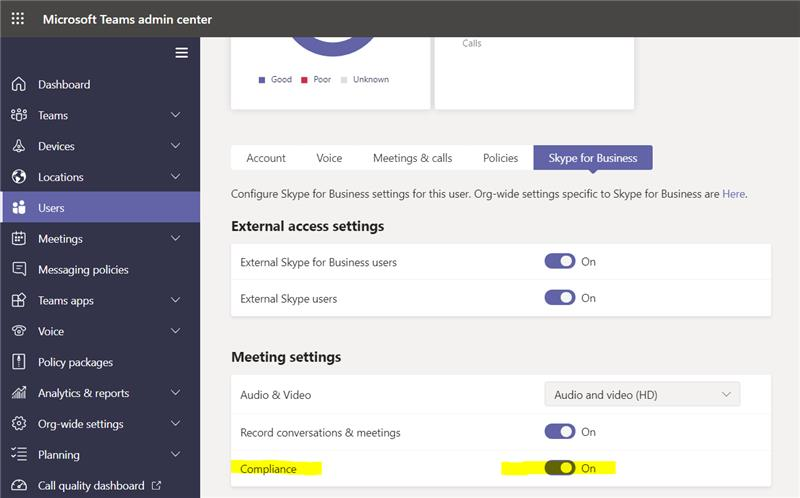 Microsoft Teams admin center
Dashboard
Teams
Devices
Locations
Users
Meetings
Messaging policies
Teams apps
Voice
Policy packages
Analytics & reports
Org-wide settings
Planning
Call quality dashboard
Good Poor Unknown
Calls
Account Voice Meetings & calls Policies Skype for Business
Configure Skype for Business settings for this user. Org-wide settings specific to Skype for Business are Here.
External access settings
External Skype for Business users On
External Skype users On
Meeting settings
Audio & Video Audio and video (HD)
Record conversations & meetings On
Compliance On